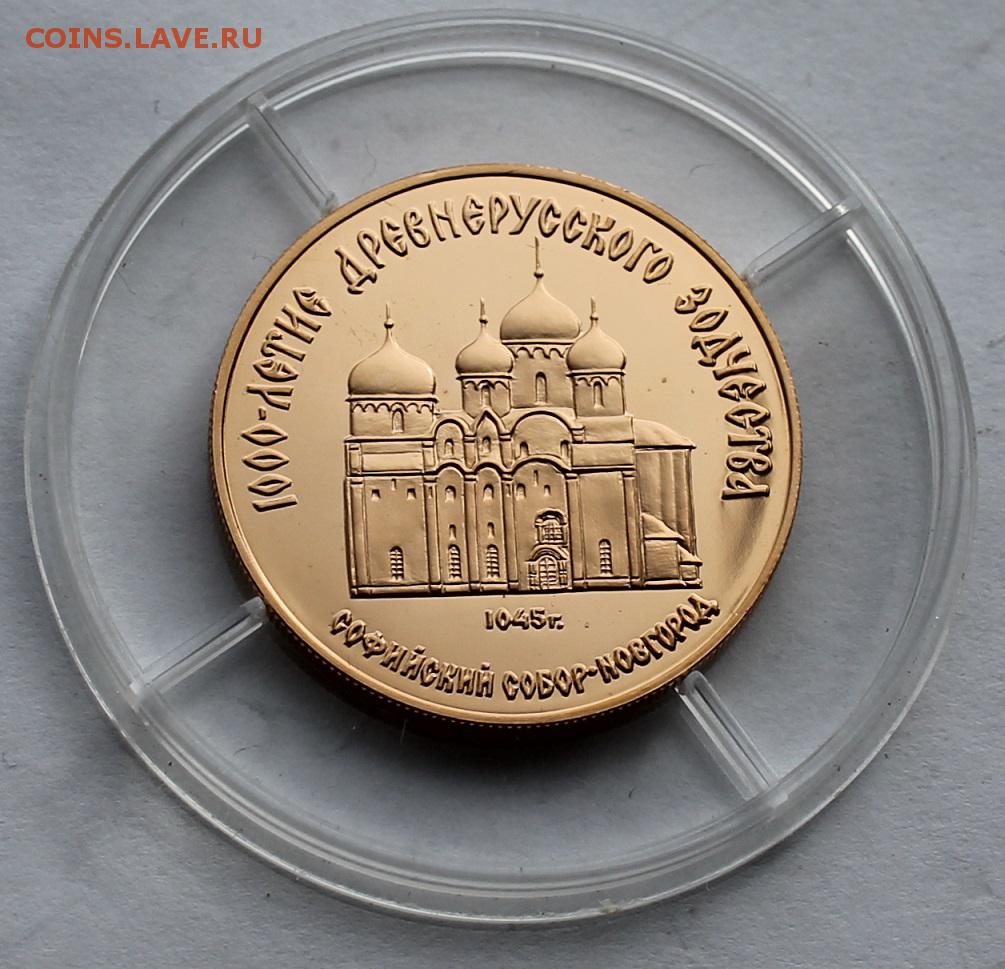 COINS.LAVE.RU
1000-ЛЕТИЕ ДРЕВНЕРУССКОГО ЗОДЧЕСТВА
1045г.
СОФИЙСКИЙ СОБОР-НОВГОРОД